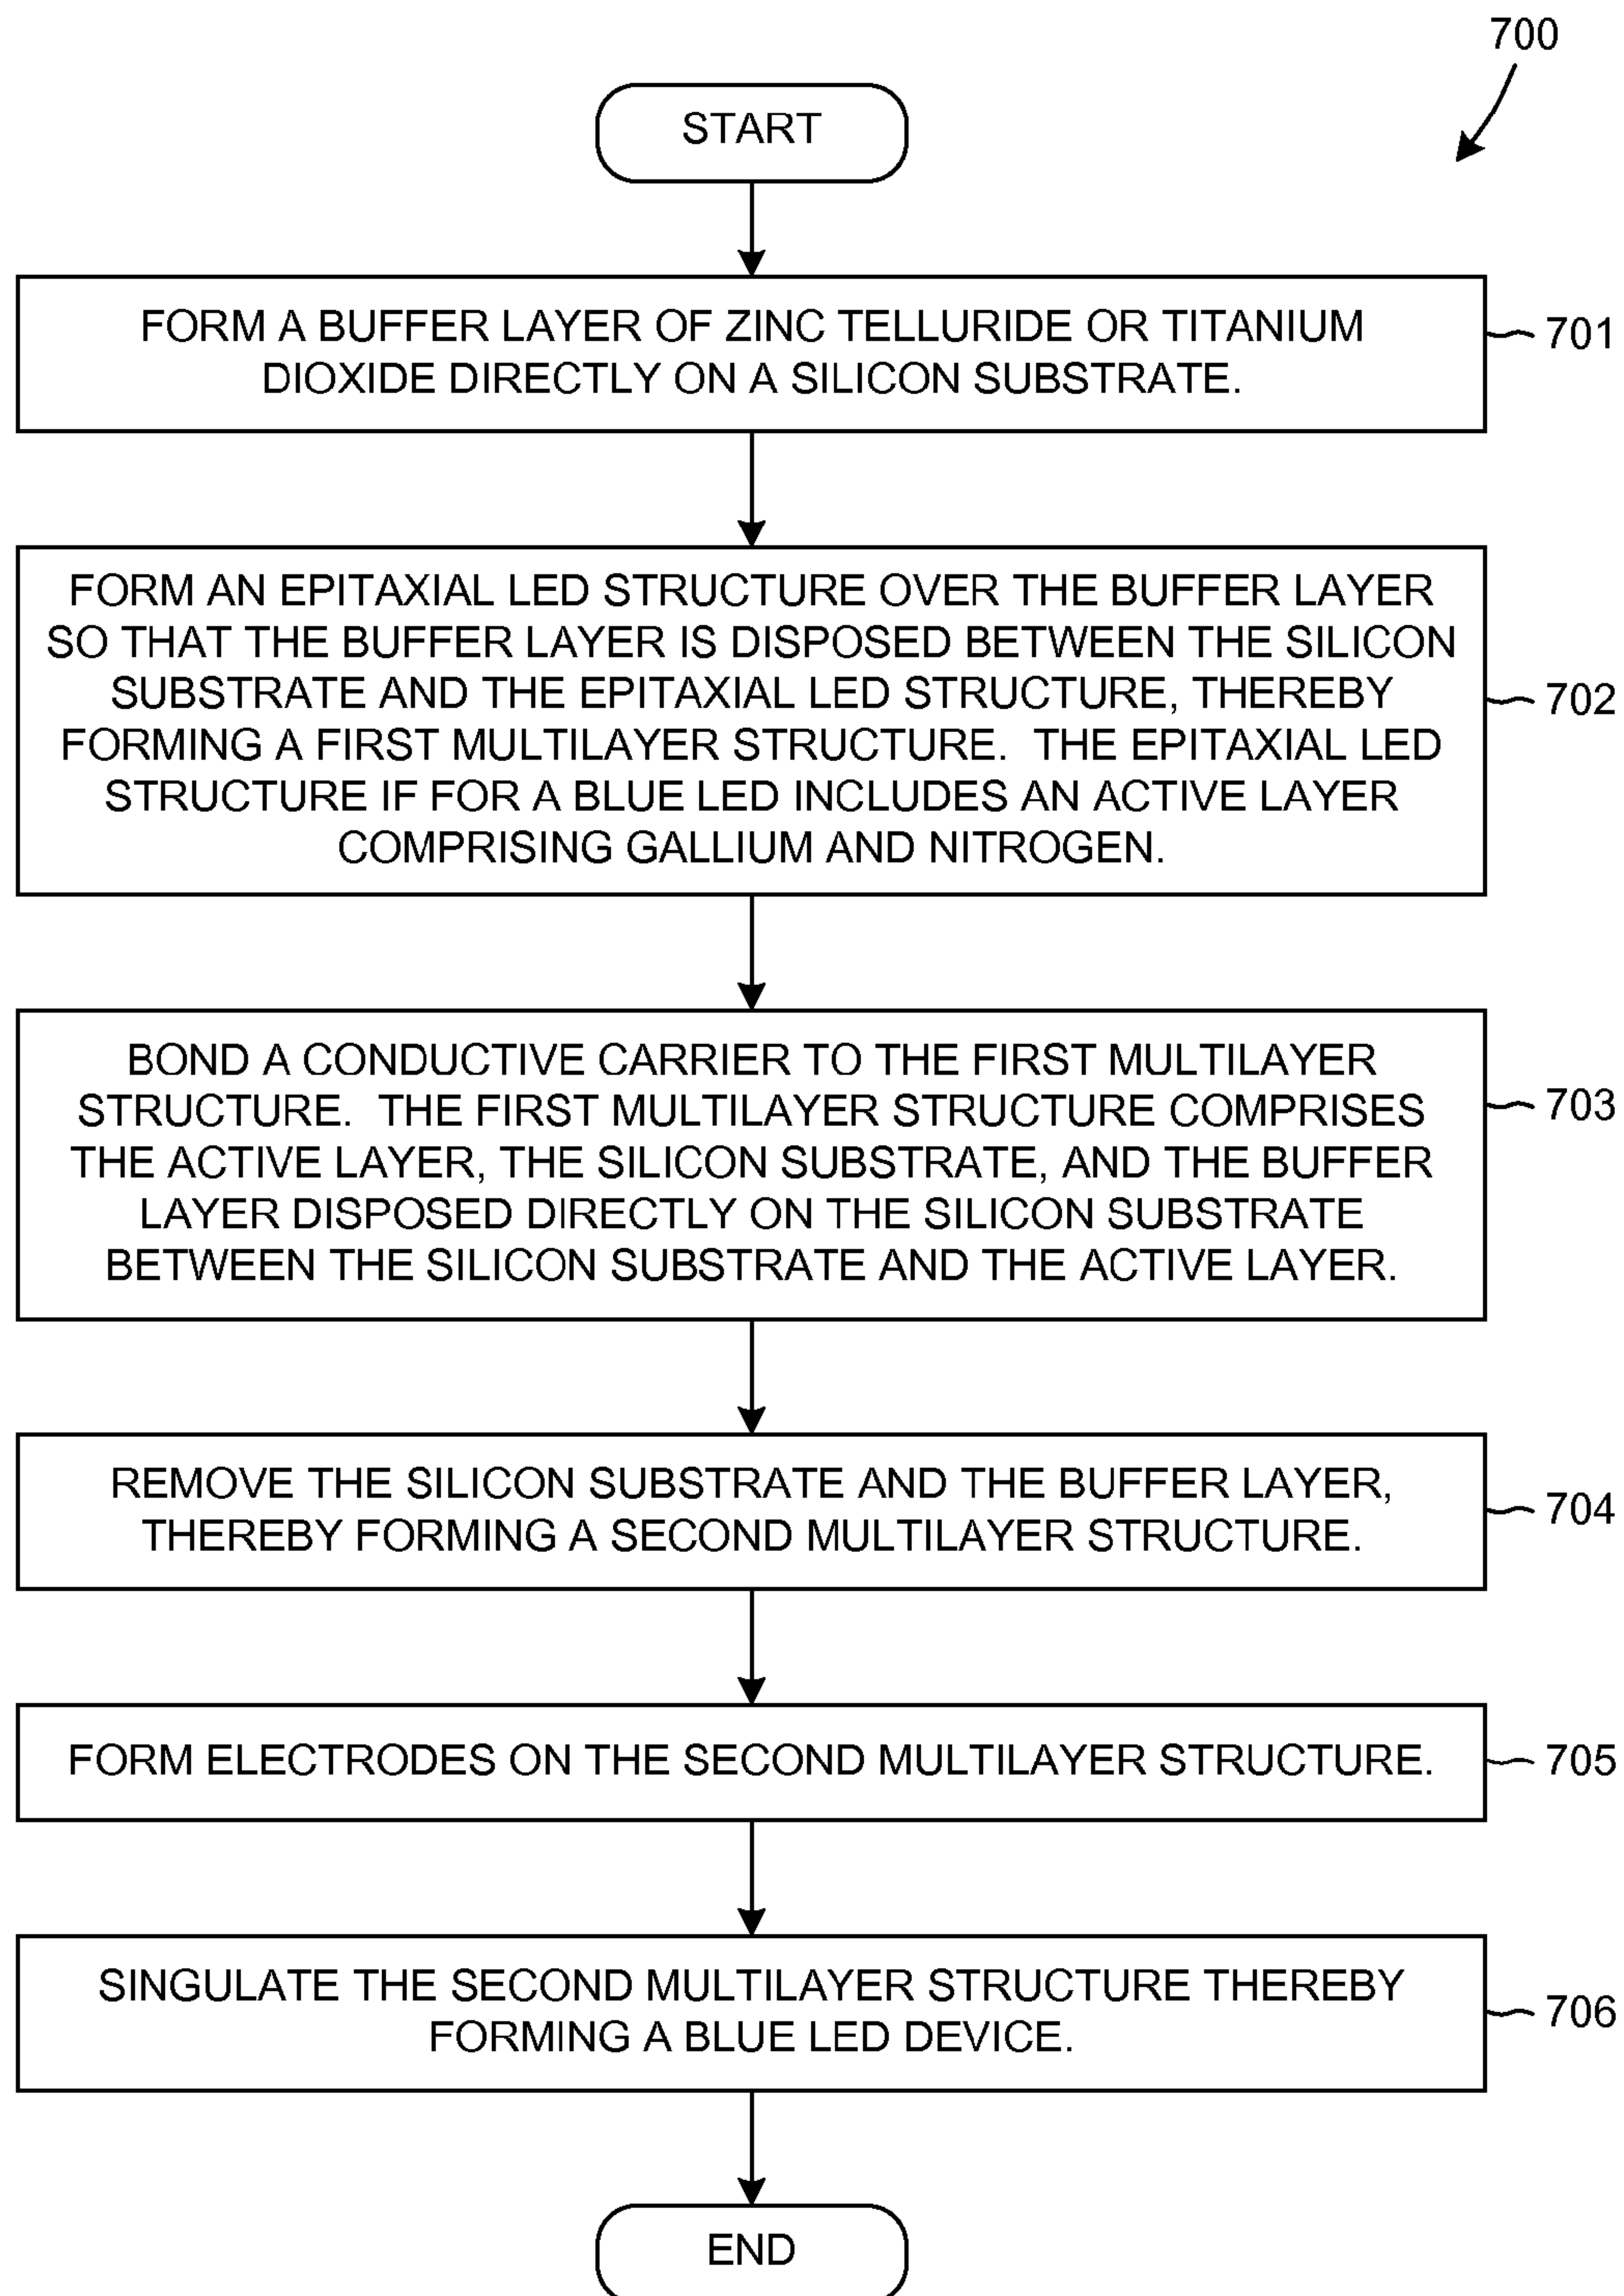 700
START
FORM A BUFFER LAYER OF ZINC TELLURIDE OR TITANIUM
DIOXIDE DIRECTLY ON A SILICON SUBSTRATE.
701
FORM AN EPITAXIAL LED STRUCTURE OVER THE BUFFER LAYER
SO THAT THE BUFFER LAYER IS DISPOSED BETWEEN THE SILICON
SUBSTRATE AND THE EPITAXIAL LED STRUCTURE, THEREBY
FORMING A FIRST MULTILAYER STRUCTURE. THE EPITAXIAL LED
STRUCTURE IF FOR A BLUE LED INCLUDES AN ACTIVE LAYER
COMPRISING GALLIUM AND NITROGEN.
702
BOND A CONDUCTIVE CARRIER TO THE FIRST MULTILAYER
STRUCTURE. THE FIRST MULTILAYER STRUCTURE COMPRISES
THE ACTIVE LAYER, THE SILICON SUBSTRATE, AND THE BUFFER
LAYER DISPOSED DIRECTLY ON THE SILICON SUBSTRATE
BETWEEN THE SILICON SUBSTRATE AND THE ACTIVE LAYER.
703
REMOVE THE SILICON SUBSTRATE AND THE BUFFER LAYER,
THEREBY FORMING A SECOND MULTILAYER STRUCTURE.
704
FORM ELECTRODES ON THE SECOND MULTILAYER STRUCTURE.
705
SINGULATE THE SECOND MULTILAYER STRUCTURE THEREBY
FORMING A BLUE LED DEVICE.
706
END